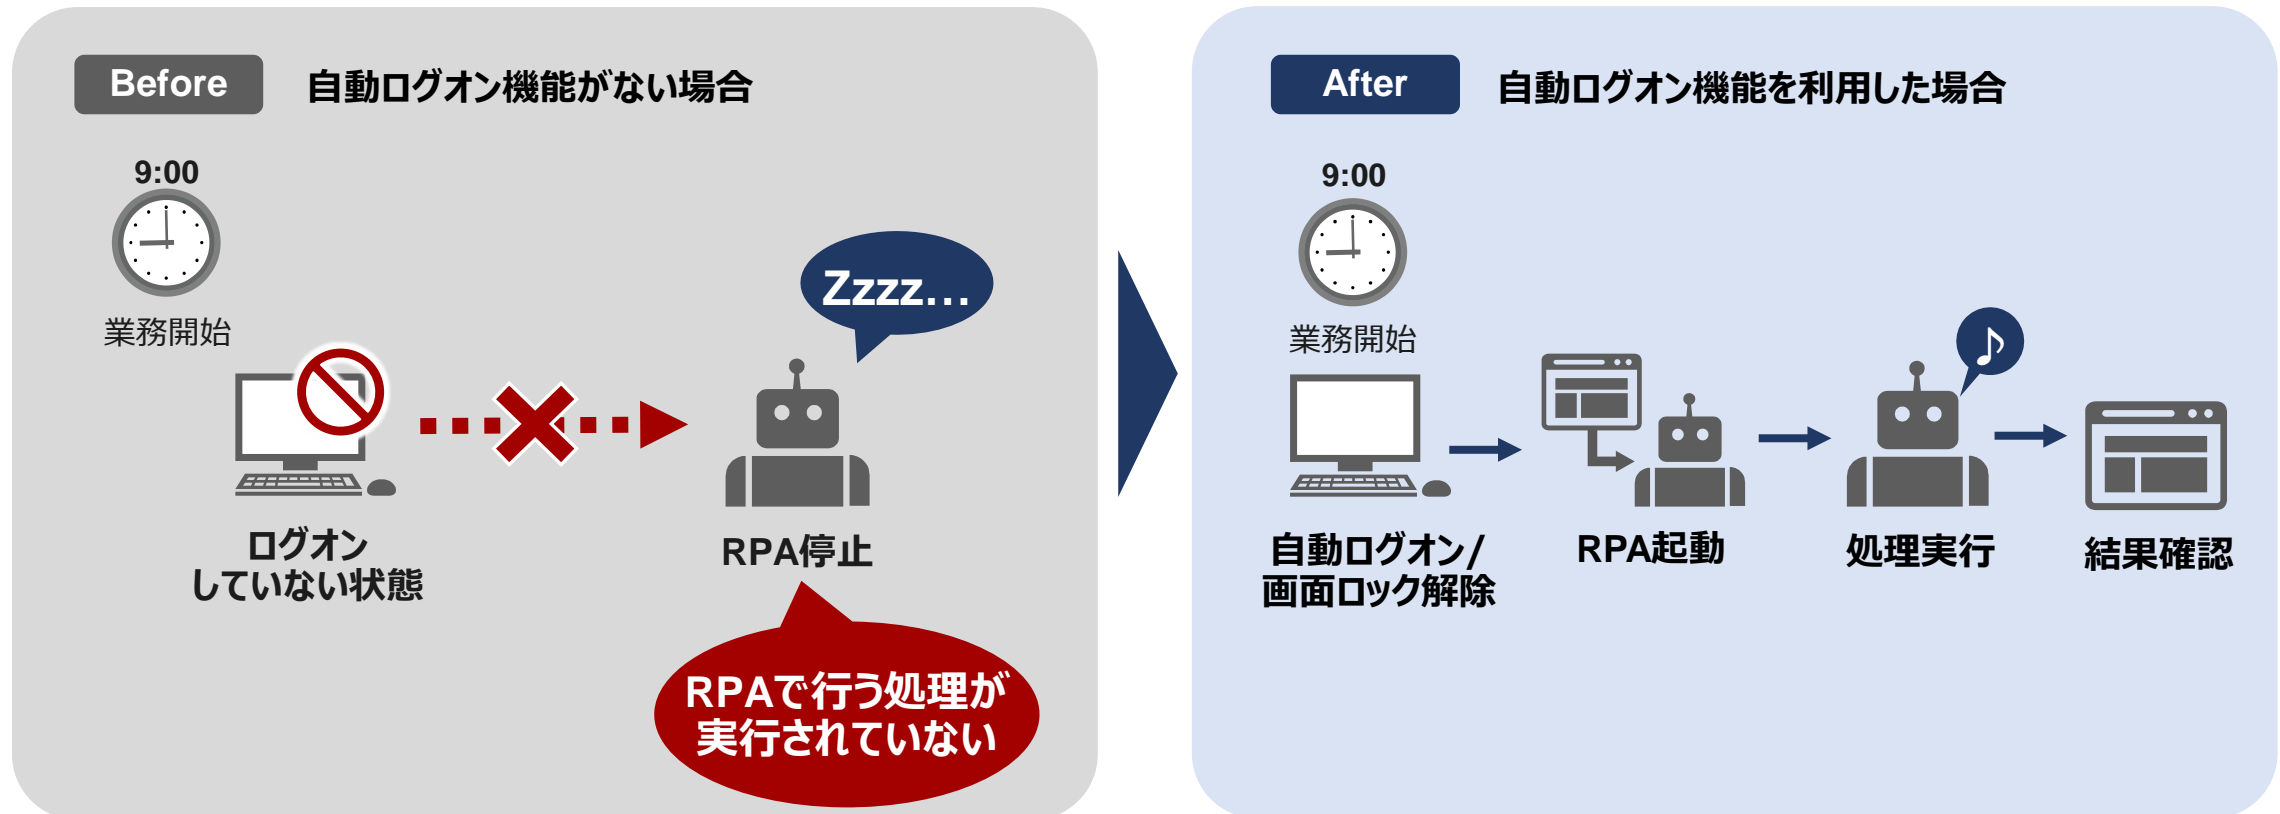 Before
自動ログオン機能がない場合
9:00
業務開始
Zzzz…
ログオン
していない状態
RPA停止
RPAで行う処理が
実行されていない
After
自動ログオン機能を利用した場合
9:00
業務開始
♪
自動ログオン/
画面ロック解除
RPA起動
処理実行
結果確認